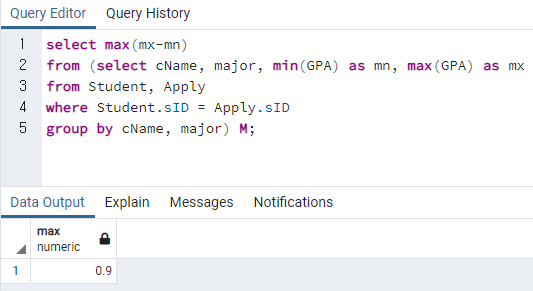 Query Editor Query History
1 select max(mx-mn)
2 from (select cName, major, min(GPA) as mn, max(GPA) as mx
3 from Student, Apply
4 where Student.sID = Apply.sID
5 group by cName, major) M;
Data Output Explain Messages Notifications
max
numeric
1 0.9